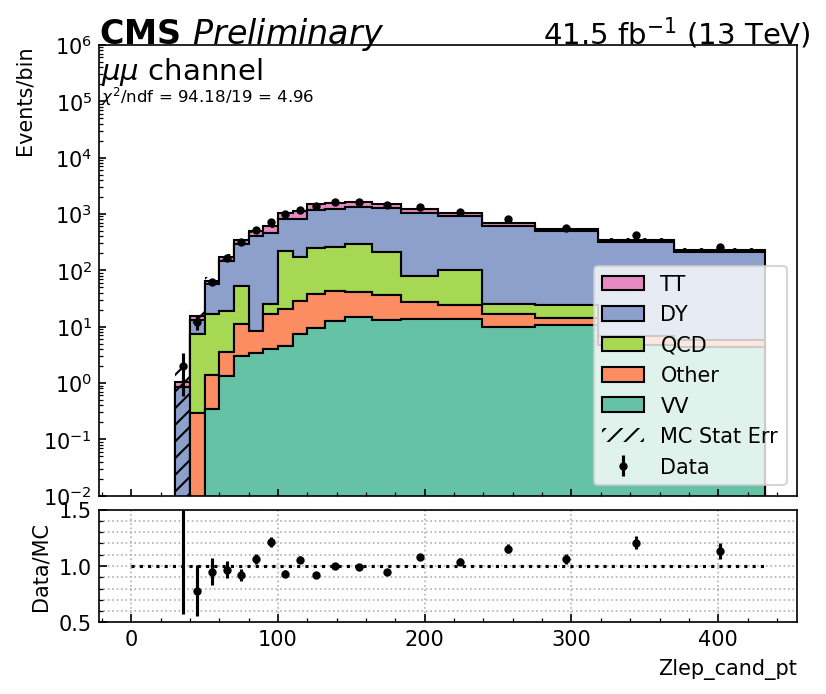 CMS Preliminary 41.5 fb⁻¹ (13 TeV)
μμ channel
χ²/ndf = 94.18/19 = 4.96
Events/bin
10⁶
10⁵
10⁴
10³
10²
10¹
10⁰
10⁻¹
10⁻²
TT
DY
QCD
Other
VV
MC Stat Err
Data
Data/MC
1.5
1.0
0.5
0 100 200 300 400
Zlep_cand_pt